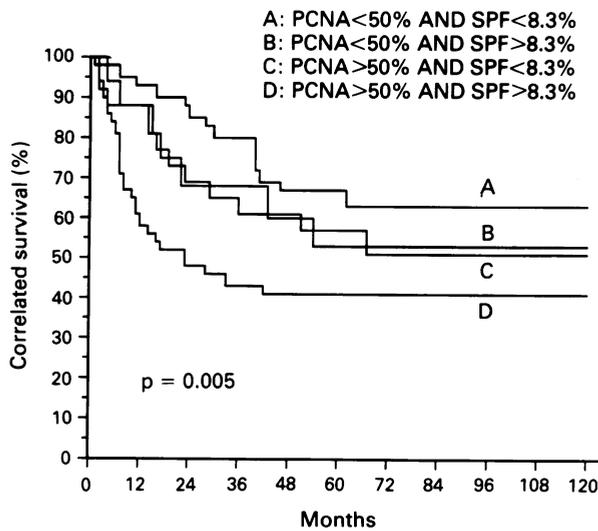 A: PCNA<50% AND SPF<8.3%
B: PCNA<50% AND SPF>8.3%
C: PCNA>50% AND SPF<8.3%
D: PCNA>50% AND SPF>8.3%
100
90
80
70
60
50
40
30
20
10
0
Correlated survival (%)
A
B
C
D
p = 0.005
0 12 24 36 48 60 72 84 96 108 120
Months